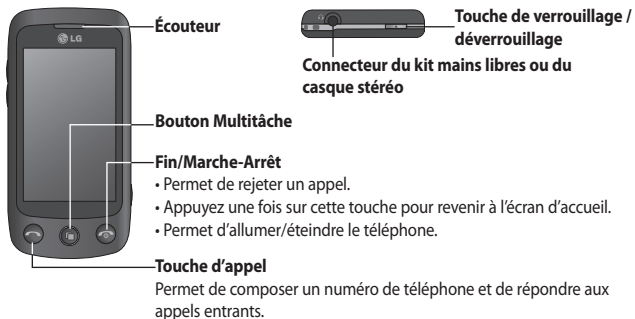 Écouteur
LG
Touche de verrouillage /
déverrouillage
Connecteur du kit mains libres ou du
casque stéréo
Bouton Multitâche
Fin/Marche-Arrêt
• Permet de rejeter un appel.
• Appuyez une fois sur cette touche pour revenir à l’écran d’accueil.
• Permet d’allumer/éteindre le téléphone.
Touche d’appel
Permet de composer un numéro de téléphone et de répondre aux
appels entrants.